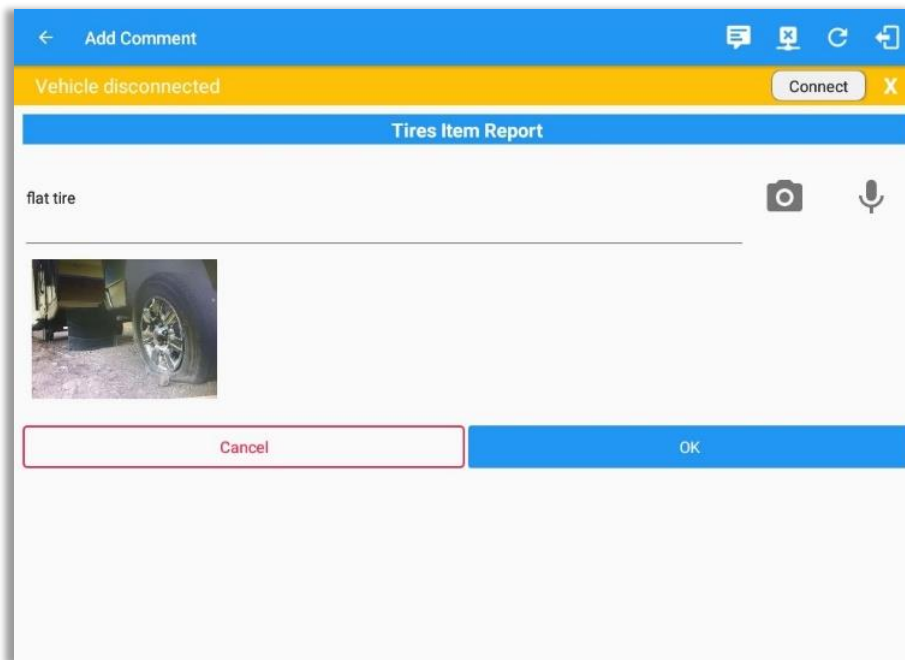 Add Comment
Vehicle disconnected
Connect
X
Tires Item Report
flat tire
Cancel
OK